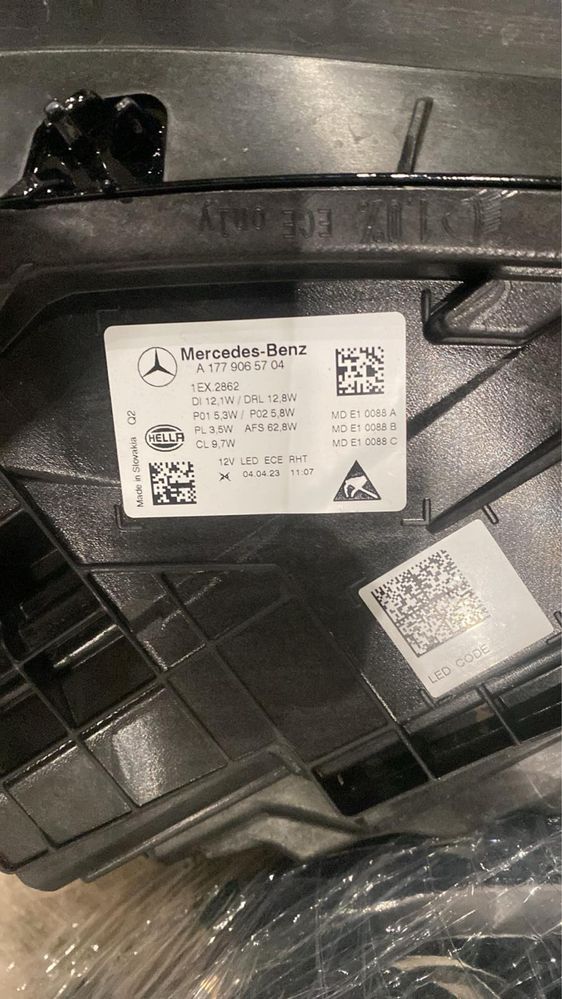 ECE only
Mercedes-Benz
A 177 906 57 04
1EX.2862
DI 12,1W / DRL 12,8W
P01 5,3W / P02 5,8W
PL 3,5W AFS 62,8W
CL 9,7W
MD E1 0088 A
MD E1 0088 B
MD E1 0088 C
HELLA
12V LED ECE RHT
04.04.23 11:07
Made in Slovakia Q2
LED CODE